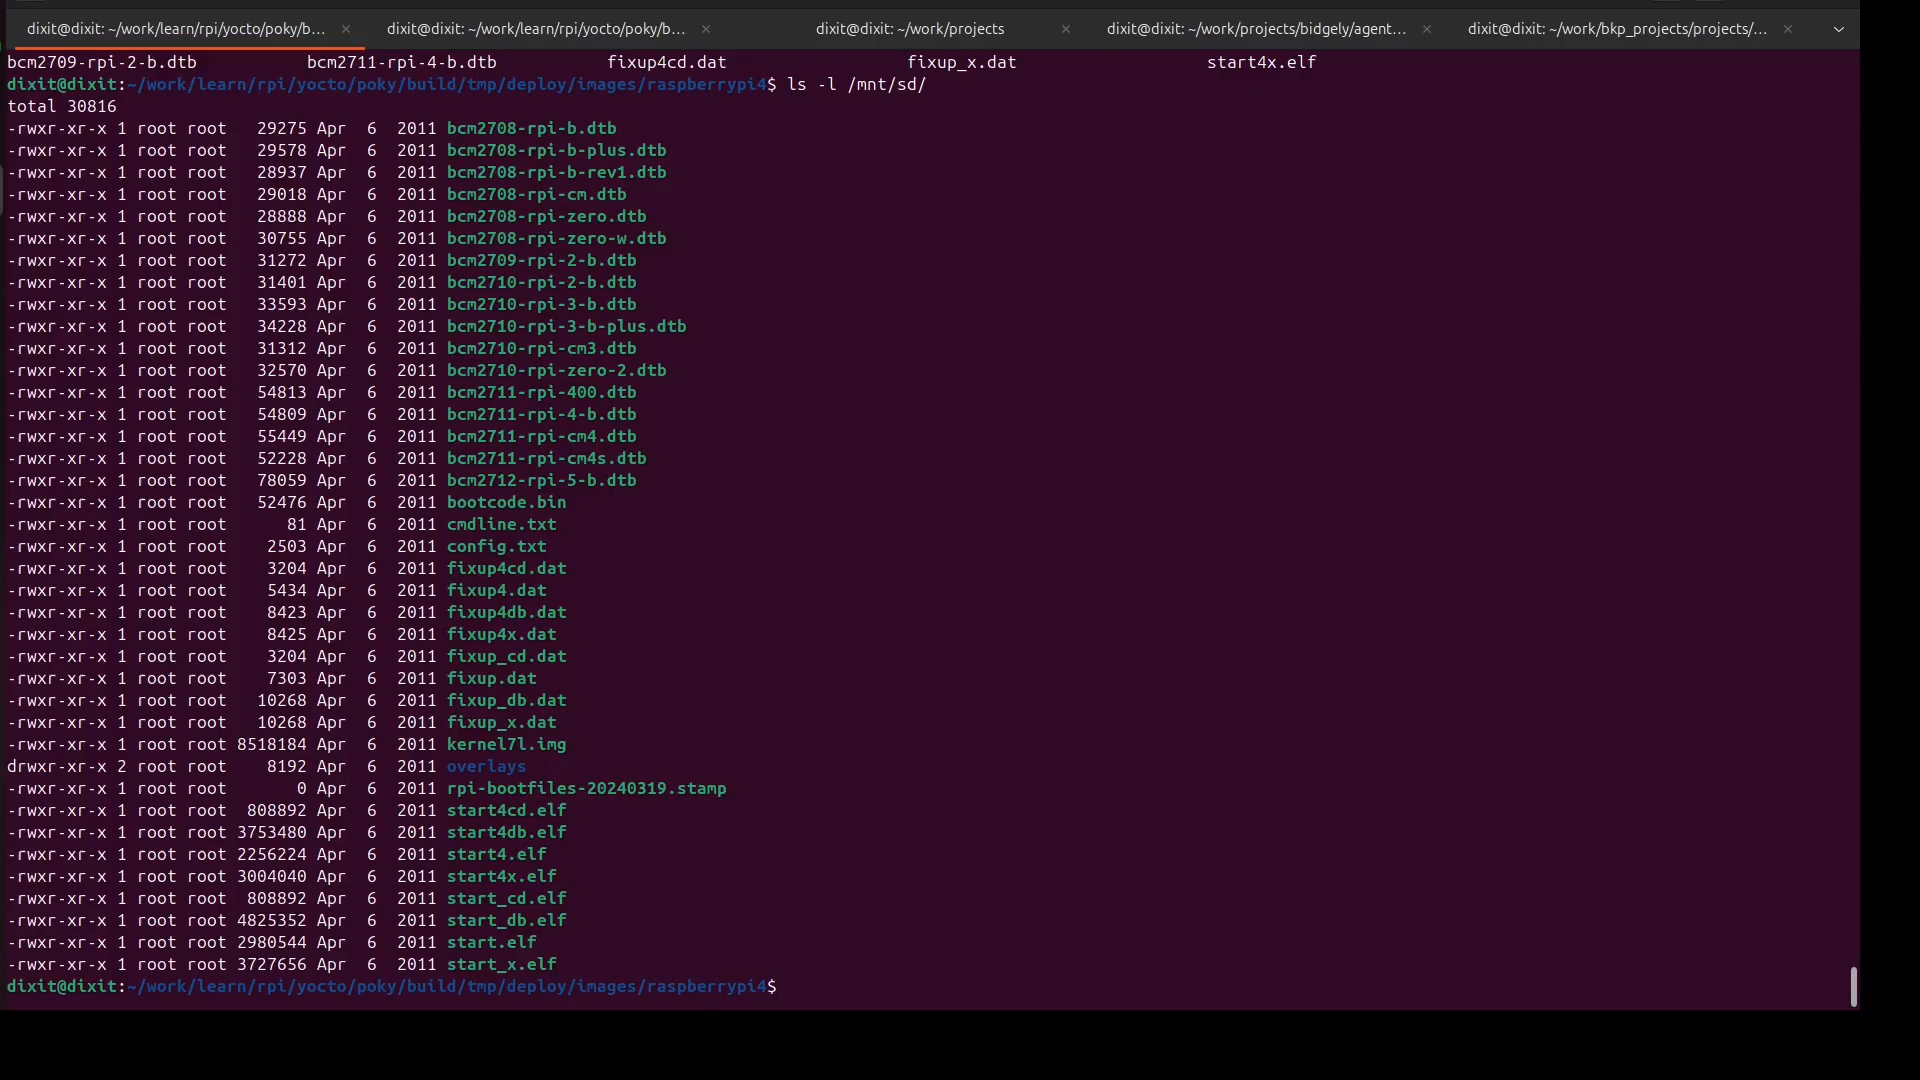 dixit@dixit: ~/work/learn/rpi/yocto/poky/b... × dixit@dixit: ~/work/learn/rpi/yocto/poky/b... × dixit@dixit: ~/work/projects × dixit@dixit: ~/work/projects/bidgely/agent... × dixit@dixit: ~/work/bkp_projects/projects/... ×
bcm2709-rpi-2-b.dtb bcm2711-rpi-4-b.dtb fixup4cd.dat fixup_x.dat start4x.elf
dixit@dixit:~/work/learn/rpi/yocto/poky/build/tmp/deploy/images/raspberrypi4$ ls -l /mnt/sd/
total 30816
-rwxr-xr-x 1 root root 29275 Apr 6 2011 bcm2708-rpi-b.dtb
-rwxr-xr-x 1 root root 29578 Apr 6 2011 bcm2708-rpi-b-plus.dtb
-rwxr-xr-x 1 root root 28937 Apr 6 2011 bcm2708-rpi-b-rev1.dtb
-rwxr-xr-x 1 root root 29018 Apr 6 2011 bcm2708-rpi-cm.dtb
-rwxr-xr-x 1 root root 28888 Apr 6 2011 bcm2708-rpi-zero.dtb
-rwxr-xr-x 1 root root 30755 Apr 6 2011 bcm2708-rpi-zero-w.dtb
-rwxr-xr-x 1 root root 31272 Apr 6 2011 bcm2709-rpi-2-b.dtb
-rwxr-xr-x 1 root root 31401 Apr 6 2011 bcm2710-rpi-2-b.dtb
-rwxr-xr-x 1 root root 33593 Apr 6 2011 bcm2710-rpi-3-b.dtb
-rwxr-xr-x 1 root root 34228 Apr 6 2011 bcm2710-rpi-3-b-plus.dtb
-rwxr-xr-x 1 root root 31312 Apr 6 2011 bcm2710-rpi-cm3.dtb
-rwxr-xr-x 1 root root 32570 Apr 6 2011 bcm2710-rpi-zero-2.dtb
-rwxr-xr-x 1 root root 54813 Apr 6 2011 bcm2711-rpi-400.dtb
-rwxr-xr-x 1 root root 54809 Apr 6 2011 bcm2711-rpi-4-b.dtb
-rwxr-xr-x 1 root root 55449 Apr 6 2011 bcm2711-rpi-cm4.dtb
-rwxr-xr-x 1 root root 52228 Apr 6 2011 bcm2711-rpi-cm4s.dtb
-rwxr-xr-x 1 root root 78059 Apr 6 2011 bcm2712-rpi-5-b.dtb
-rwxr-xr-x 1 root root 52476 Apr 6 2011 bootcode.bin
-rwxr-xr-x 1 root root 81 Apr 6 2011 cmdline.txt
-rwxr-xr-x 1 root root 2503 Apr 6 2011 config.txt
-rwxr-xr-x 1 root root 3204 Apr 6 2011 fixup4cd.dat
-rwxr-xr-x 1 root root 5434 Apr 6 2011 fixup4.dat
-rwxr-xr-x 1 root root 8423 Apr 6 2011 fixup4db.dat
-rwxr-xr-x 1 root root 8425 Apr 6 2011 fixup4x.dat
-rwxr-xr-x 1 root root 3204 Apr 6 2011 fixup_cd.dat
-rwxr-xr-x 1 root root 7303 Apr 6 2011 fixup.dat
-rwxr-xr-x 1 root root 10268 Apr 6 2011 fixup_db.dat
-rwxr-xr-x 1 root root 10268 Apr 6 2011 fixup_x.dat
-rwxr-xr-x 1 root root 8518184 Apr 6 2011 kernel7l.img
drwxr-xr-x 2 root root 8192 Apr 6 2011 overlays
-rwxr-xr-x 1 root root 0 Apr 6 2011 rpi-bootfiles-20240319.stamp
-rwxr-xr-x 1 root root 808892 Apr 6 2011 start4cd.elf
-rwxr-xr-x 1 root root 3753480 Apr 6 2011 start4db.elf
-rwxr-xr-x 1 root root 2256224 Apr 6 2011 start4.elf
-rwxr-xr-x 1 root root 3004040 Apr 6 2011 start4x.elf
-rwxr-xr-x 1 root root 808892 Apr 6 2011 start_cd.elf
-rwxr-xr-x 1 root root 4825352 Apr 6 2011 start_db.elf
-rwxr-xr-x 1 root root 2980544 Apr 6 2011 start.elf
-rwxr-xr-x 1 root root 3727656 Apr 6 2011 start_x.elf
dixit@dixit:~/work/learn/rpi/yocto/poky/build/tmp/deploy/images/raspberrypi4$